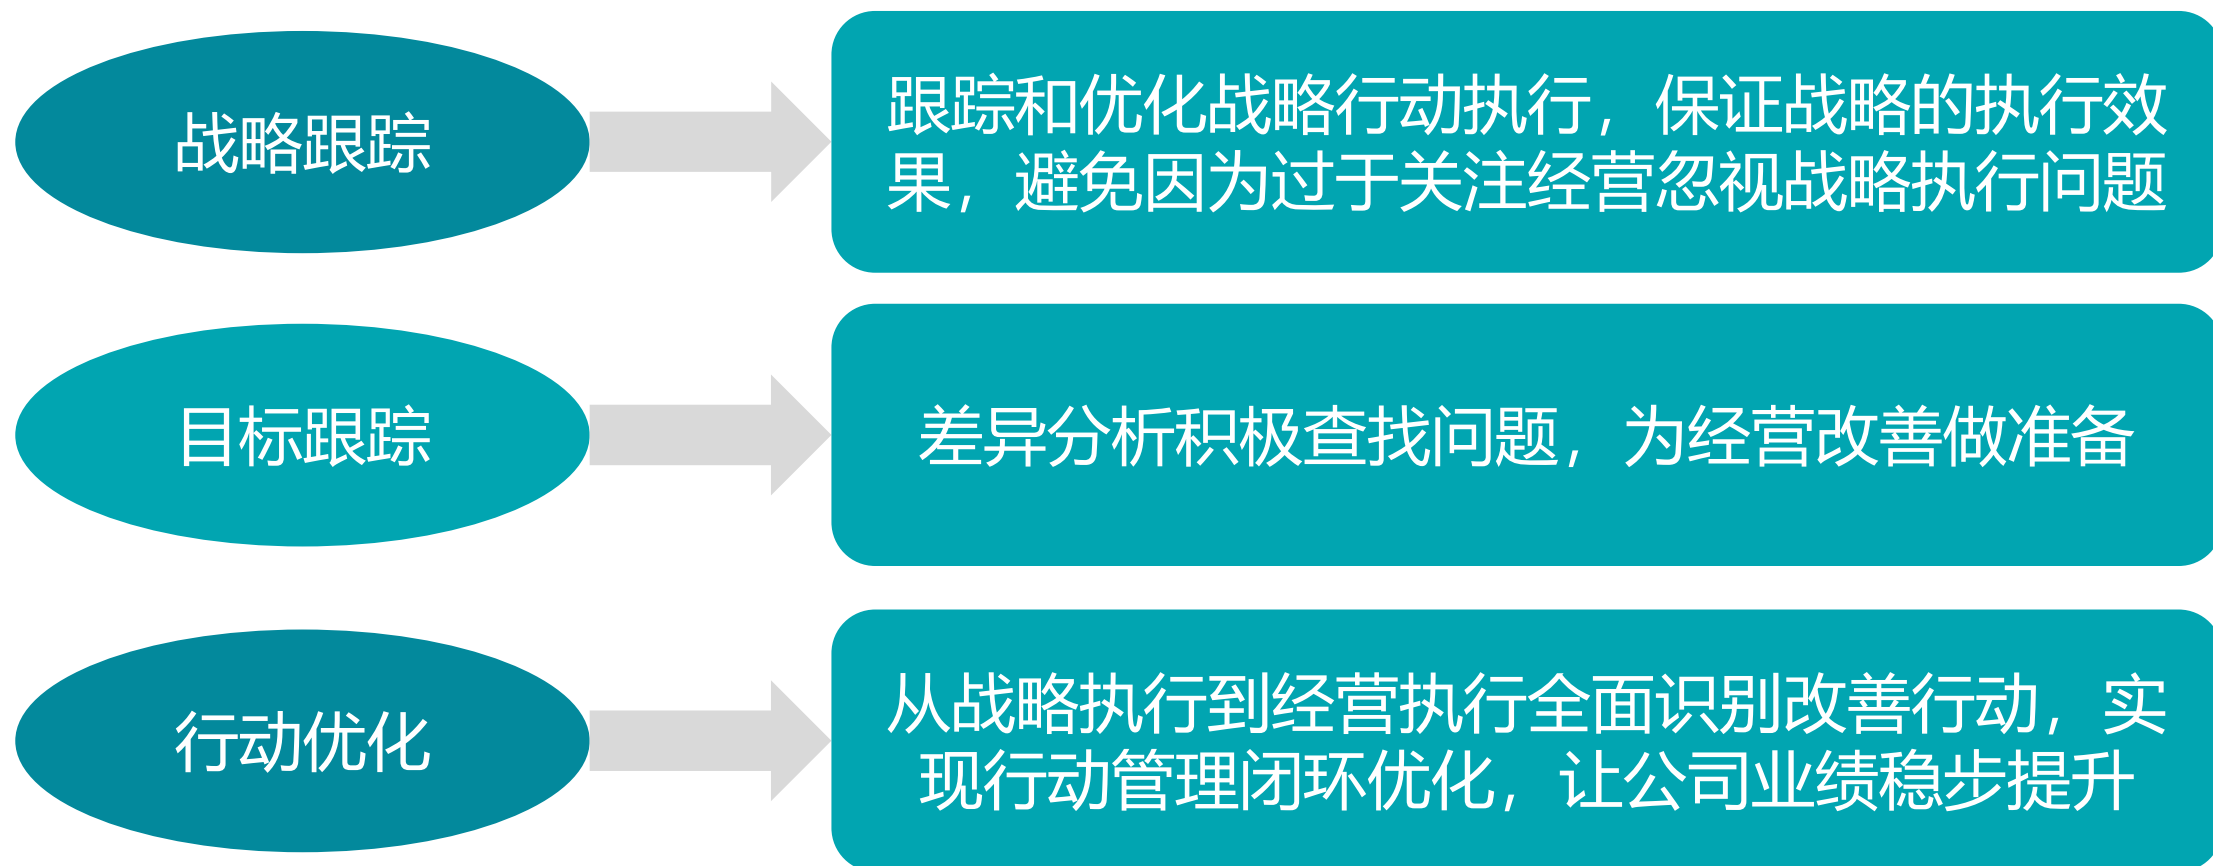 战略跟踪
跟踪和优化战略行动执行，保证战略的执行效
果，避免因为过于关注经营忽视战略执行问题
目标跟踪
差异分析积极查找问题，为经营改善做准备
行动优化
从战略执行到经营执行全面识别改善行动，实
现行动管理闭环优化，让公司业绩稳步提升